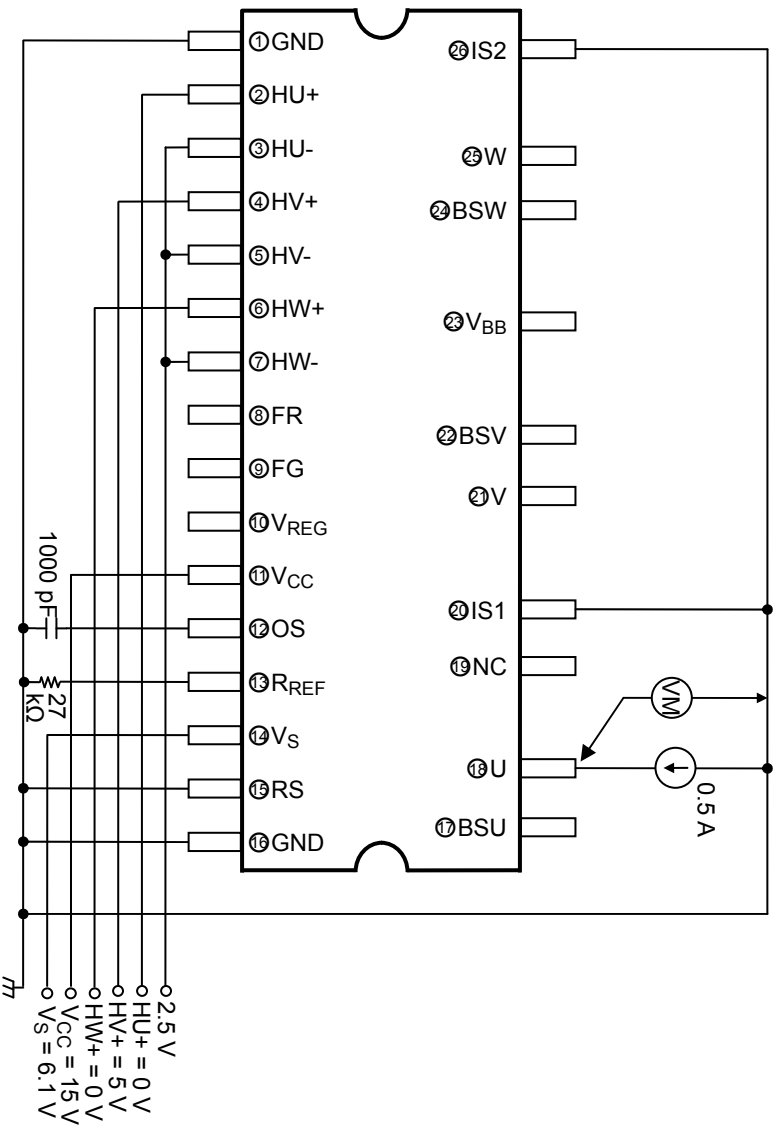 ①GND
②HU+
③HU-
④HV+
⑤HV-
⑥HW+
⑦HW-
⑧FR
⑨FG
⑩VREG
⑪VCC
⑫OS
⑬RREF
⑭VS
⑮RS
⑯GND
㉖IS2
㉕W
㉔BSW
㉓VBB
㉒BSV
㉑V
⑳IS1
⑲NC
⑱U
⑰BSU
VM
0.5 A
1000 pF
27
kΩ
2.5 V
HU+ = 0 V
HV+ = 5 V
HW+ = 0 V
VCC = 15 V
VS = 6.1 V